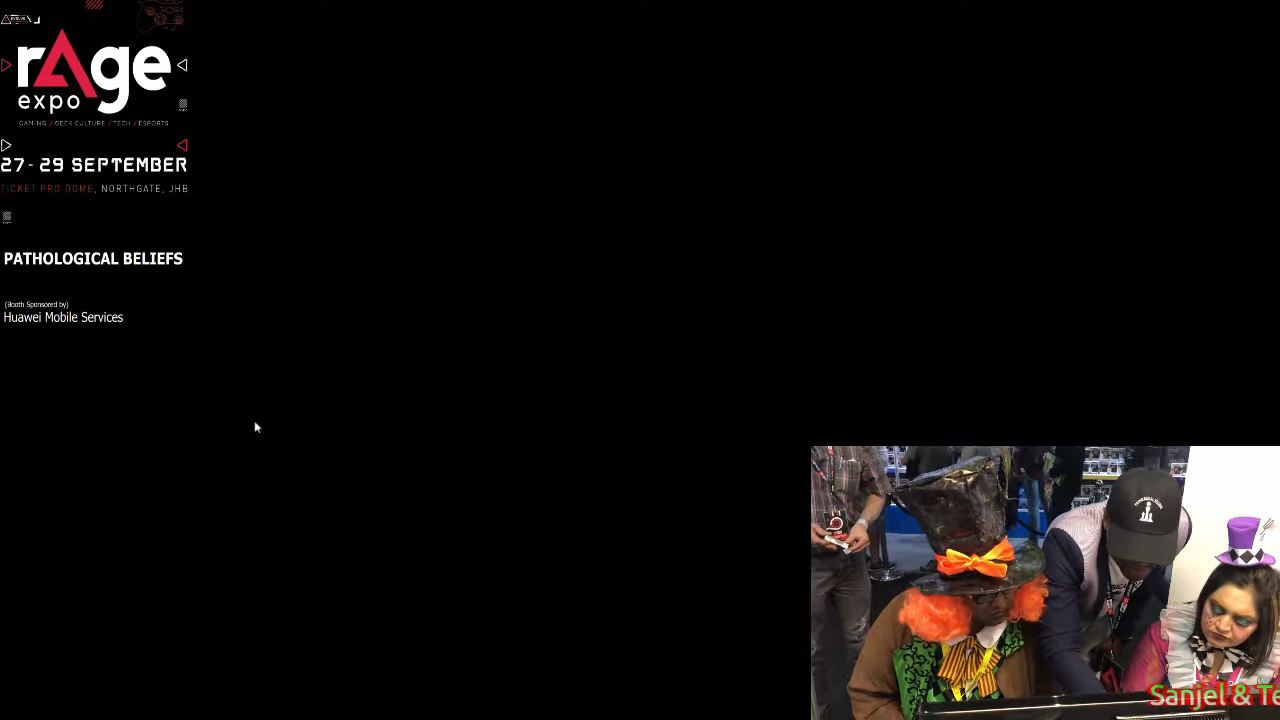 rAge
expo
GAMING / GEEK CULTURE / TECH / ESPORTS
27 - 29 SEPTEMBER
TICKET PRO DOME, NORTHGATE, JHB
PATHOLOGICAL BELIEFS
(Booth Sponsored by)
Huawei Mobile Services
Sanjel & Te